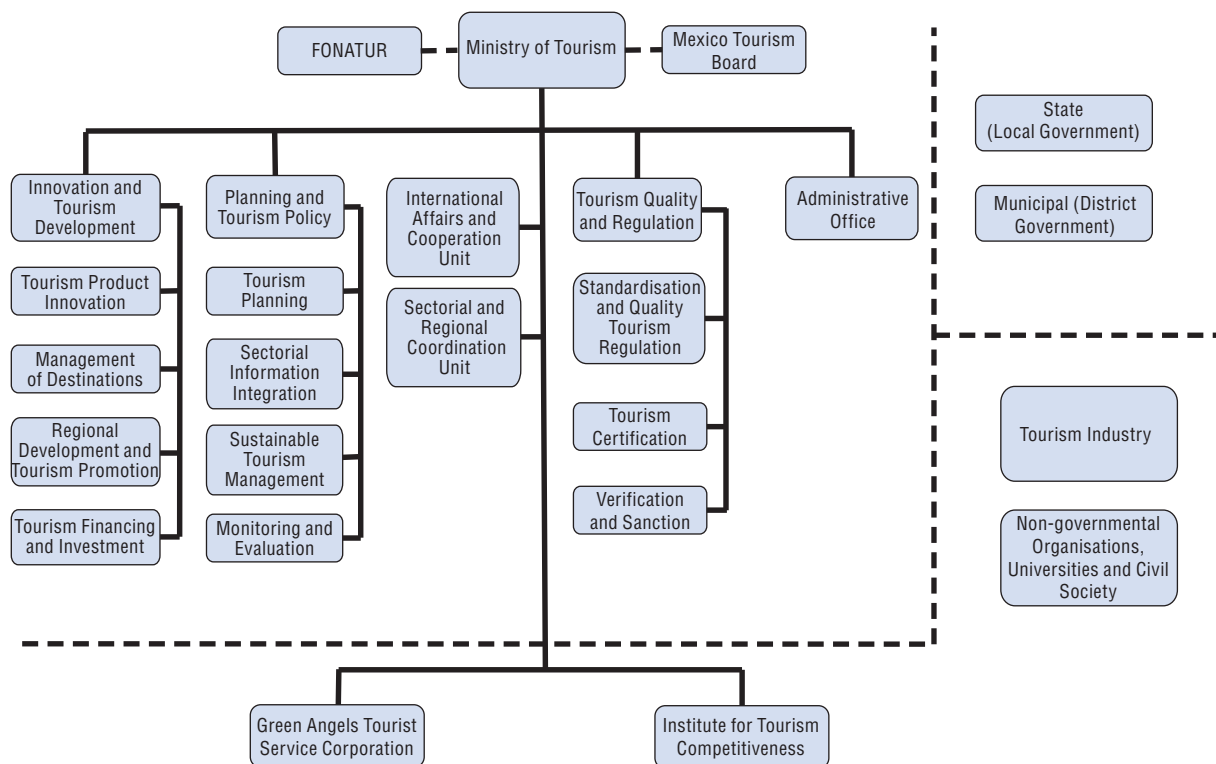 FONATUR
Ministry of Tourism
Mexico Tourism
Board
State
(Local Government)
Municipal (District
Government)
Innovation and
Tourism
Development
Planning and
Tourism Policy
International
Affairs and
Cooperation
Unit
Tourism Quality
and Regulation
Administrative
Office
Tourism Product
Innovation
Tourism
Planning
Sectorial and
Regional
Coordination
Unit
Standardisation
and Quality
Tourism
Regulation
Management
of Destinations
Sectorial
Information
Integration
Tourism
Certification
Regional
Development and
Tourism Promotion
Sustainable
Tourism
Management
Verification
and Sanction
Tourism Financing
and Investment
Monitoring and
Evaluation
Tourism Industry
Non-governmental
Organisations,
Universities and Civil
Society
Green Angels Tourist
Service Corporation
Institute for Tourism
Competitiveness